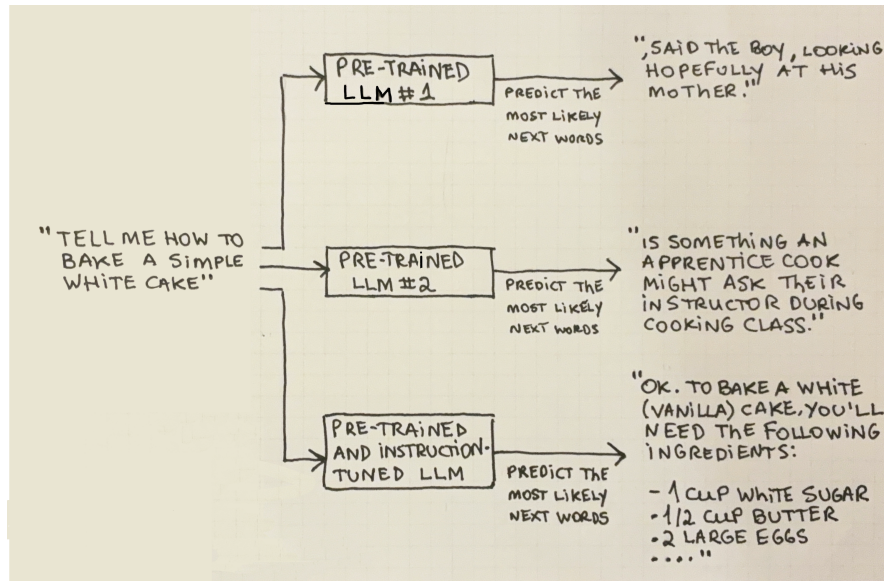 "TELL ME HOW TO
BAKE A SIMPLE
WHITE CAKE"
PRE-TRAINED
LLM #1
PREDICT THE
MOST LIKELY
NEXT WORDS
", SAID THE BOY, LOOKING
HOPEFULLY AT HIS
MOTHER."
PRE-TRAINED
LLM #2
PREDICT THE
MOST LIKELY
NEXT WORDS
"IS SOMETHING AN
APPRENTICE COOK
MIGHT ASK THEIR
INSTRUCTOR DURING
COOKING CLASS."
PRE-TRAINED
AND INSTRUCTION-
TUNED LLM
PREDICT THE
MOST LIKELY
NEXT WORDS
"OK. TO BAKE A WHITE
(VANILLA) CAKE, YOU'LL
NEED THE FOLLOWING
INGREDIENTS:
- 1 CUP WHITE SUGAR
- 1/2 CUP BUTTER
- 2 LARGE EGGS
- ...."